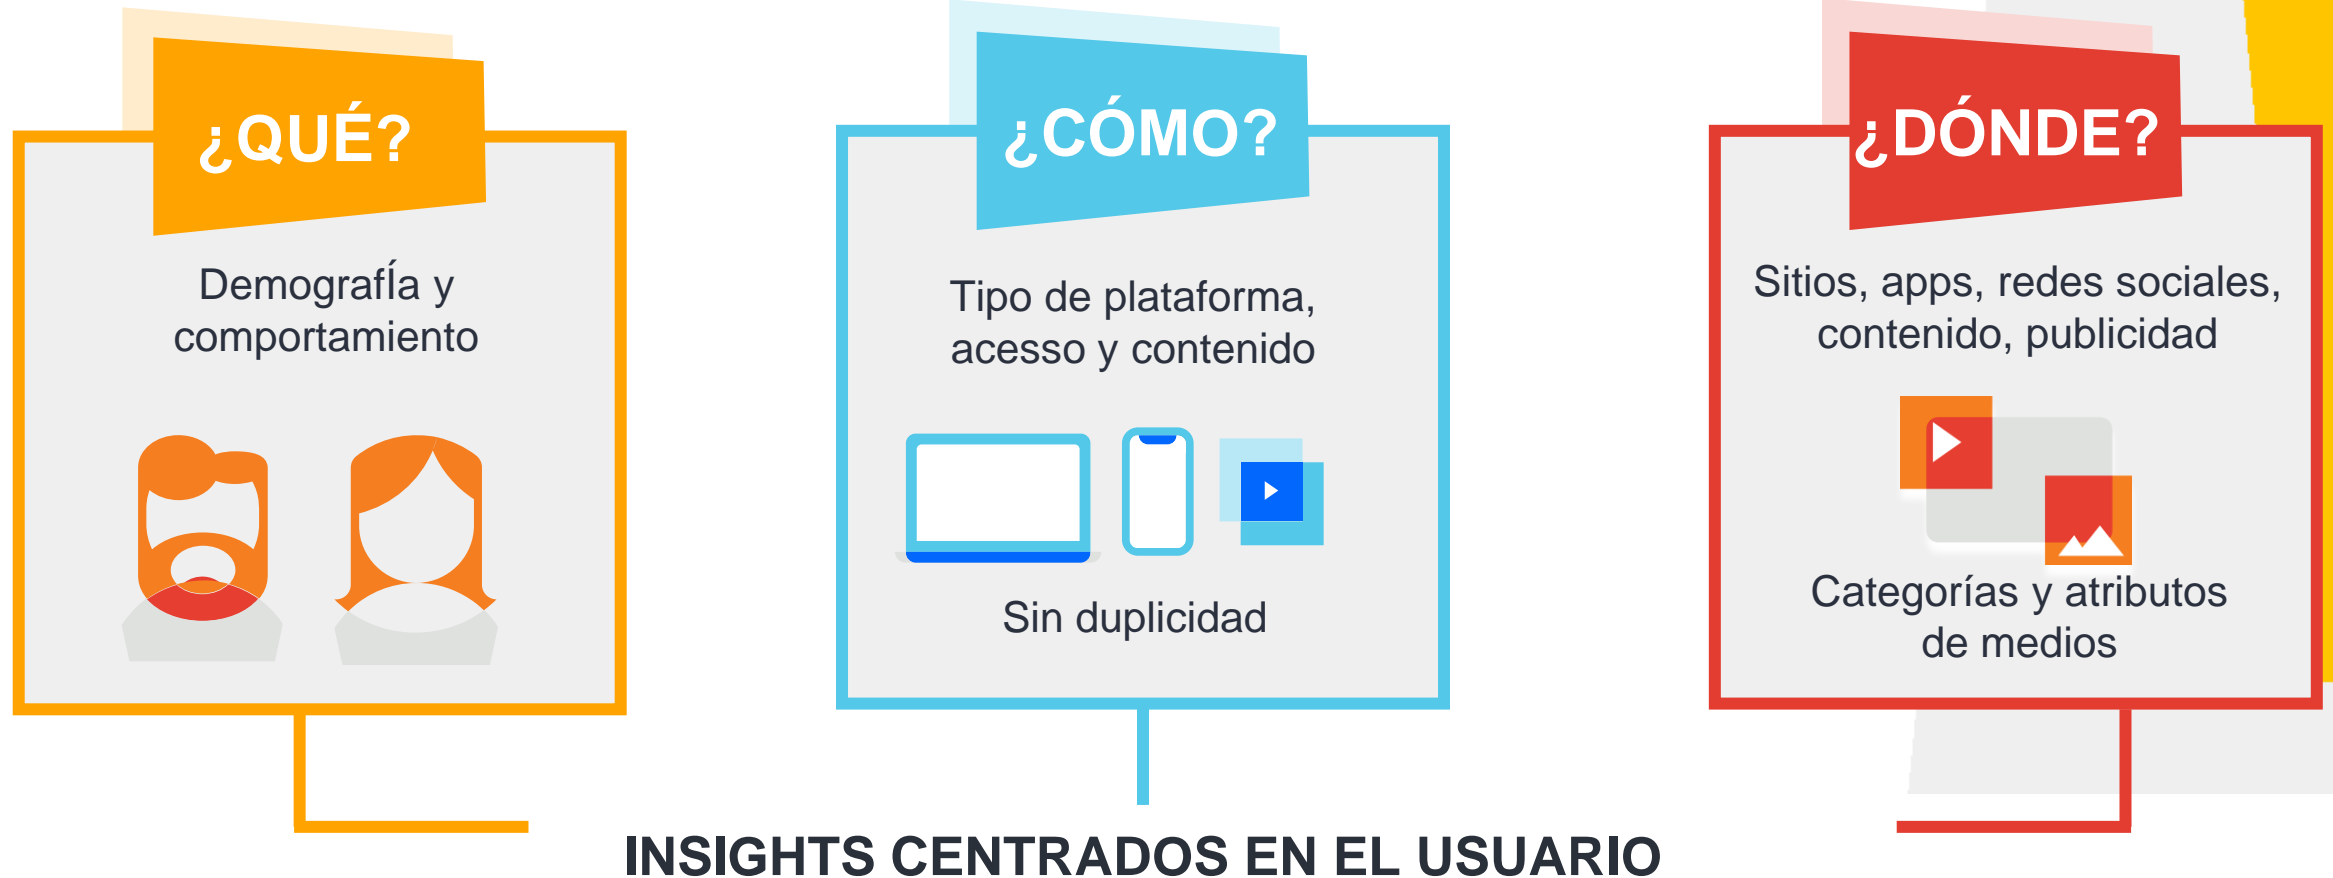 ¿QUÉ?
Demografía y
comportamiento
¿CÓMO?
Tipo de plataforma,
acesso y contenido
Sin duplicidad
¿DÓNDE?
Sitios, apps, redes sociales,
contenido, publicidad
Categorías y atributos
de medios
INSIGHTS CENTRADOS EN EL USUARIO